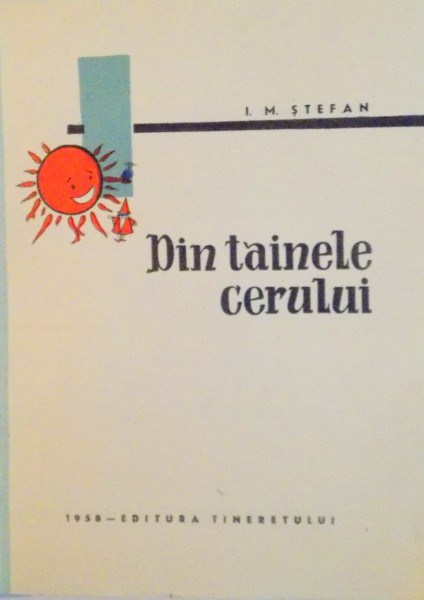 I. M. ȘTEFAN
Din tainele
cerului
1958 — EDITURA TINERETULUI